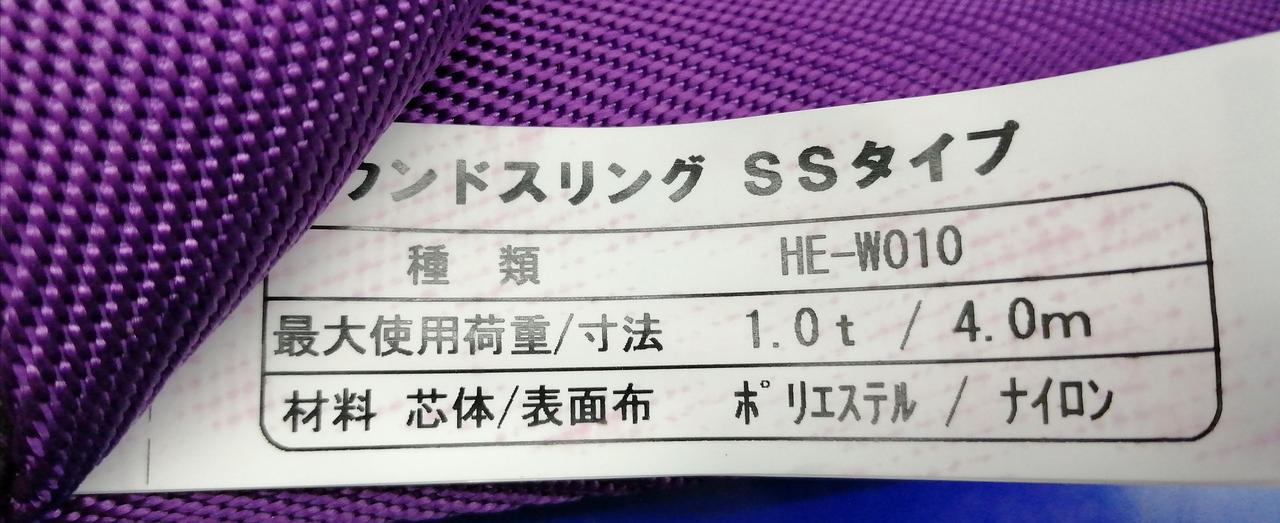 ウンドスリング SSタイプ
種 類 HE-W010
最大使用荷重/寸法 1.0t / 4.0m
材料 芯体/表面布 ポリエステル / ナイロン